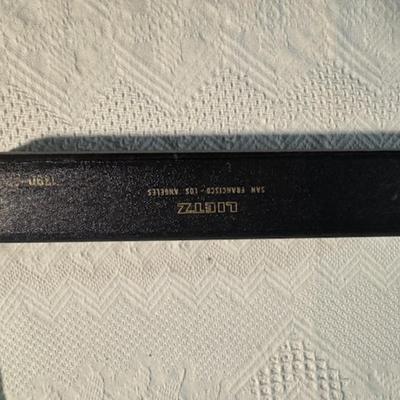 LIETZ
SAN FRANCISCO - LOS ANGELES